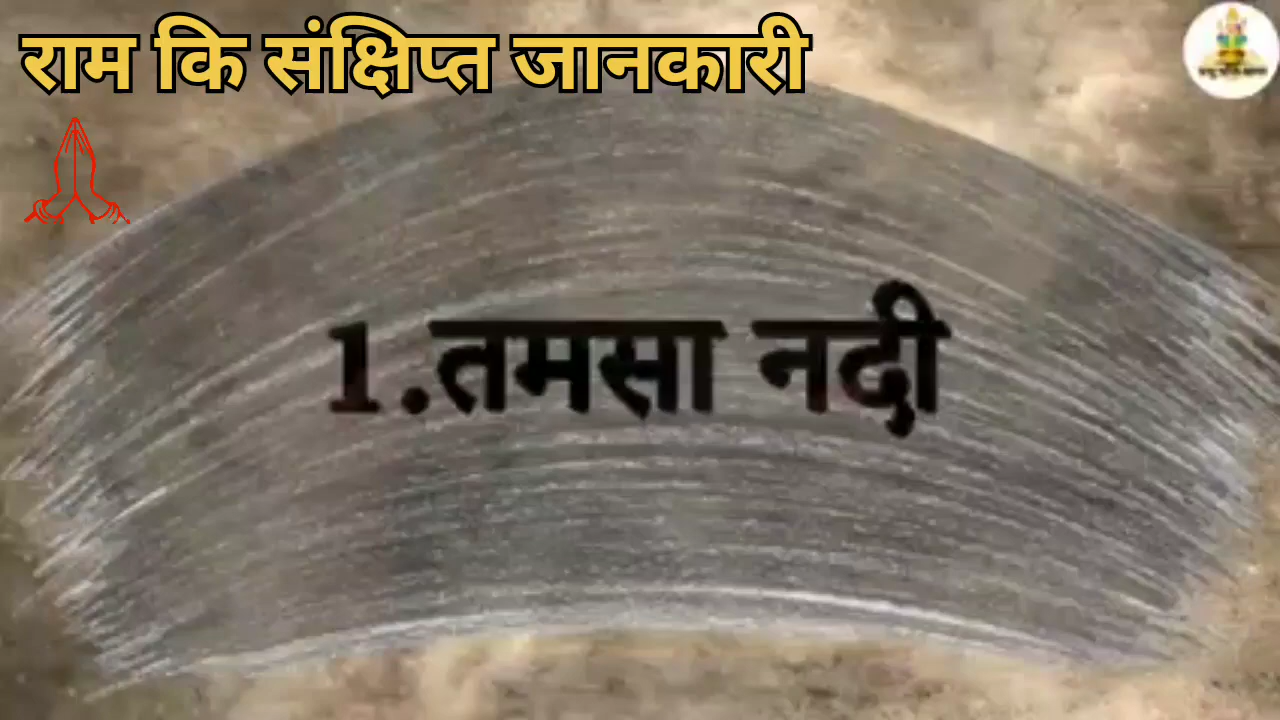 राम कि संक्षिप्त जानकारी
1.तमसा नदी